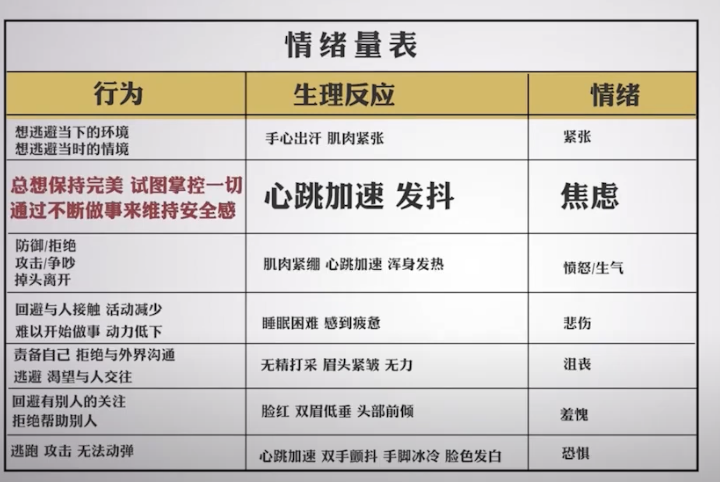 情绪量表
行为 生理反应 情绪
想逃避当下的环境
想逃避当时的情境
手心出汗 肌肉紧张
紧张
总想保持完美 试图掌控一切
通过不断做事来维持安全感
心跳加速 发抖
焦虑
防御/拒绝
攻击/争吵
掉头离开
肌肉紧绷 心跳加速 浑身发热
愤怒/生气
回避与人接触 活动减少
难以开始做事 动力低下
睡眠困难 感到疲惫
悲伤
责备自己 拒绝与外界沟通
逃避 渴望与人交往
无精打采 眉头紧皱 无力
沮丧
回避有别人的关注
拒绝帮助别人
脸红 双眉低垂 头部前倾
羞愧
逃跑 攻击 无法动弹
心跳加速 双手颤抖 手脚冰冷 脸色发白
恐惧